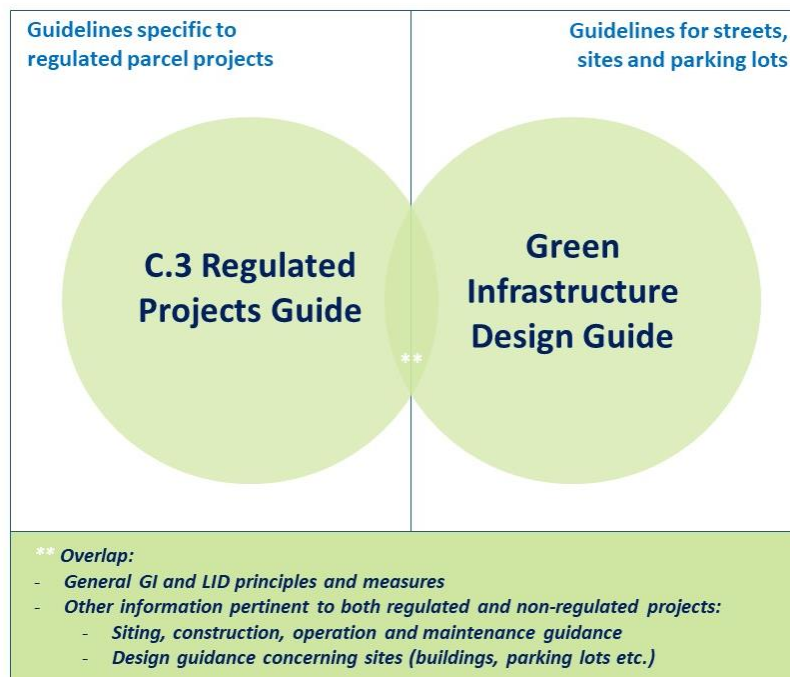 Guidelines specific to
regulated parcel projects
Guidelines for streets,
sites and parking lots
C.3 Regulated
Projects Guide
Green
Infrastructure
Design Guide
**
** Overlap:
- General GI and LID principles and measures
- Other information pertinent to both regulated and non-regulated projects:
- Siting, construction, operation and maintenance guidance
- Design guidance concerning sites (buildings, parking lots etc.)